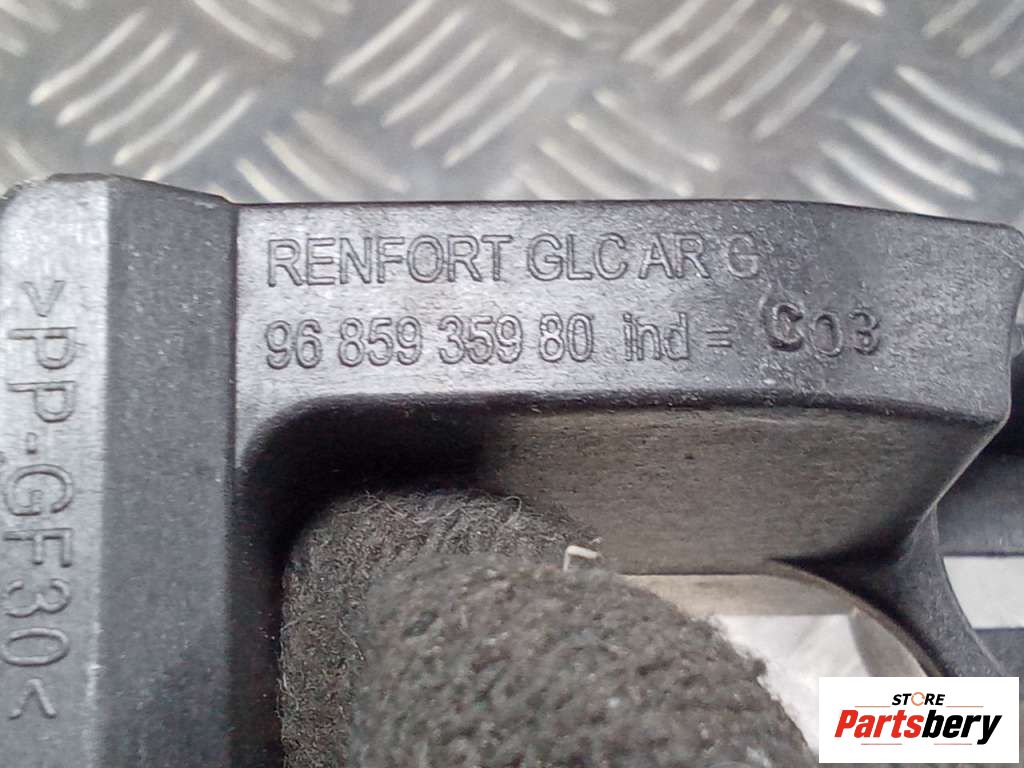 RENFORT GLC AR G
96 859 359 80 ind = C03
>PP-GF30<
STORE
Partsbery